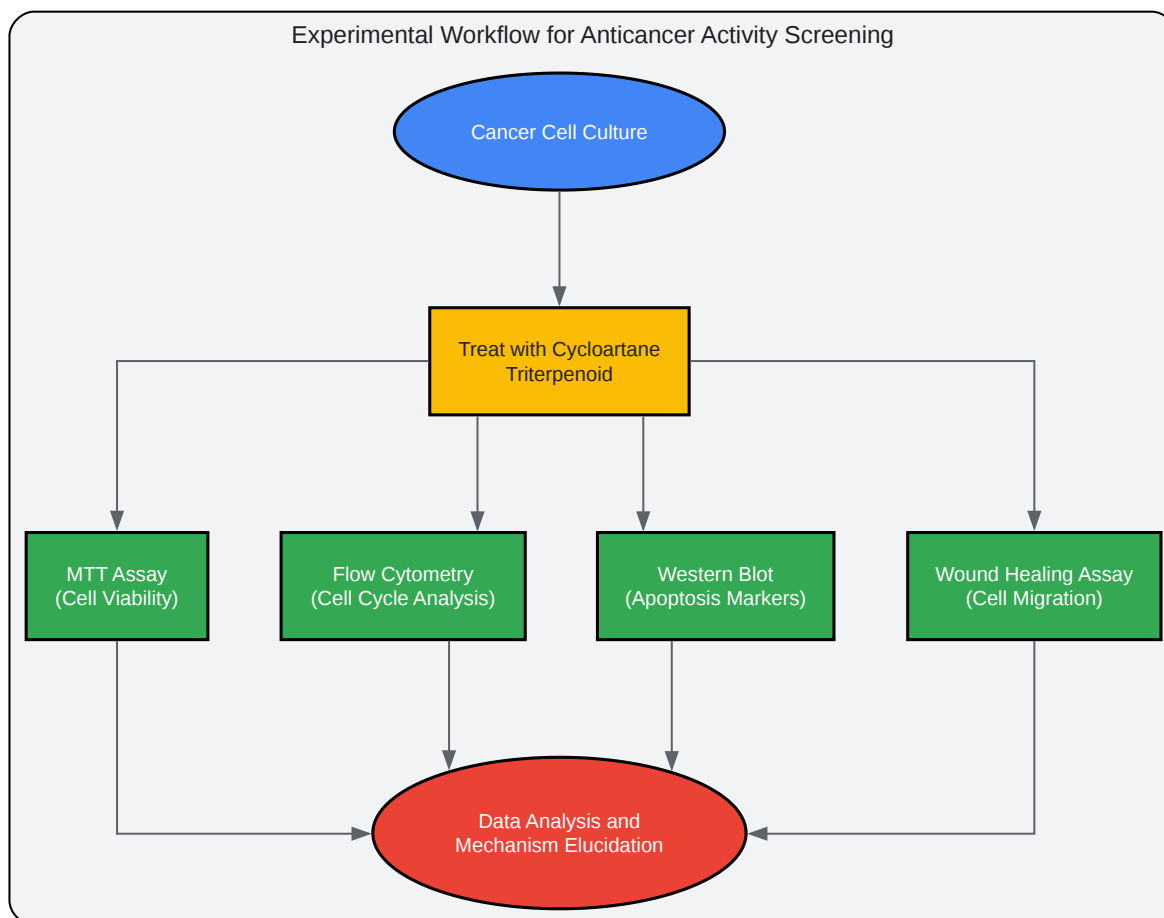 Experimental Workflow for Anticancer Activity Screening
Cancer Cell Culture
Treat with Cycloartane
Triterpenoid
MTT Assay
(Cell Viability)
Flow Cytometry
(Cell Cycle Analysis)
Western Blot
(Apoptosis Markers)
Wound Healing Assay
(Cell Migration)
Data Analysis and
Mechanism Elucidation